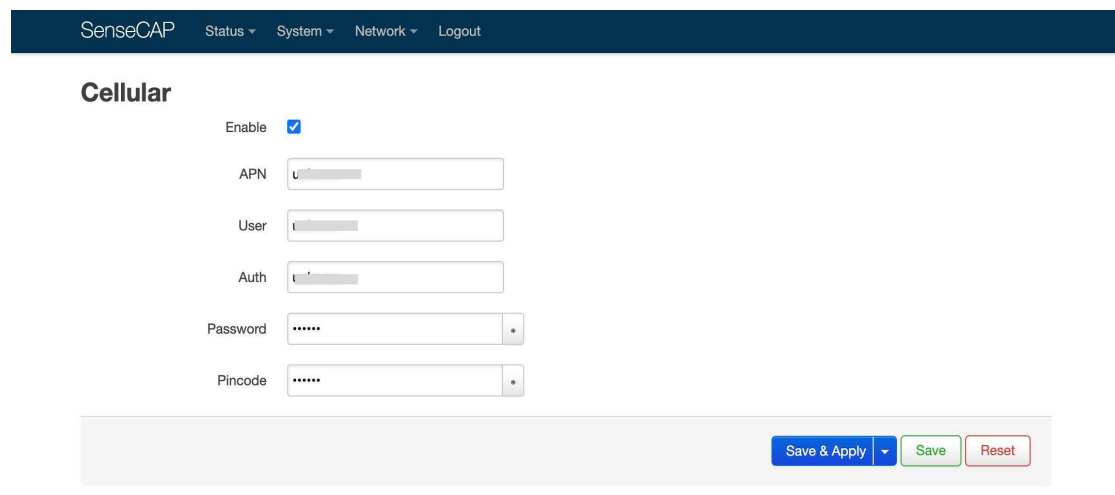 SenseCAP Status System Network Logout
Cellular
Enable
APN
User
Auth
Password •••••• *
Pincode •••••• *
Save & Apply Save Reset